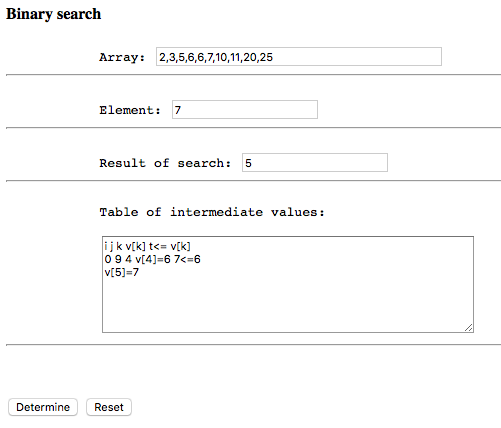 Binary search
Array: 2,3,5,6,6,7,10,11,20,25
Element: 7
Result of search: 5
Table of intermediate values:
i j k v[k] t<= v[k]
0 9 4 v[4]=6 7<=6
v[5]=7
Determine Reset